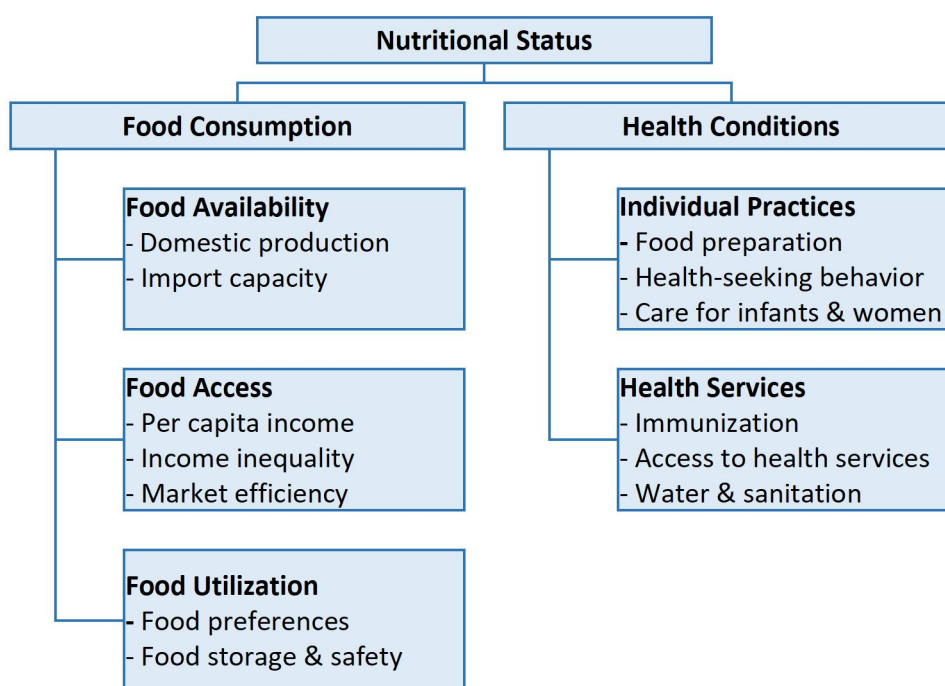 Nutritional Status
Food Consumption
Food Availability
- Domestic production
- Import capacity
Food Access
- Per capita income
- Income inequality
- Market efficiency
Food Utilization
- Food preferences
- Food storage & safety
Health Conditions
Individual Practices
- Food preparation
- Health-seeking behavior
- Care for infants & women
Health Services
- Immunization
- Access to health services
- Water & sanitation